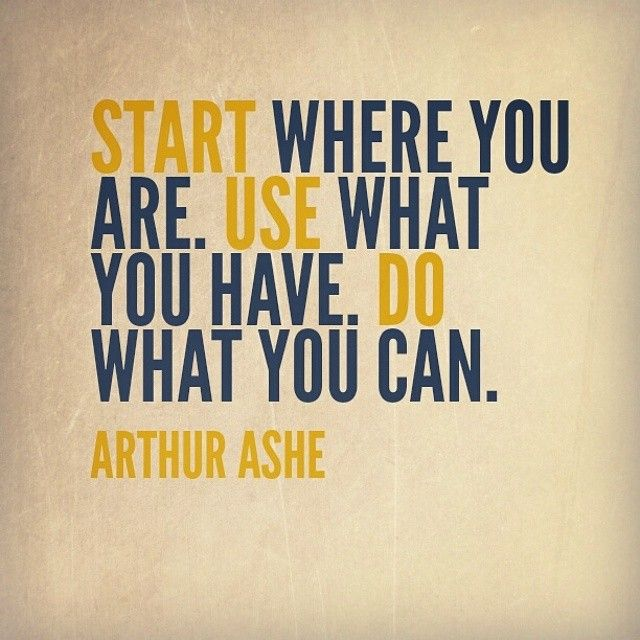 START WHERE YOU
ARE. USE WHAT
YOU HAVE. DO
WHAT YOU CAN.
ARTHUR ASHE